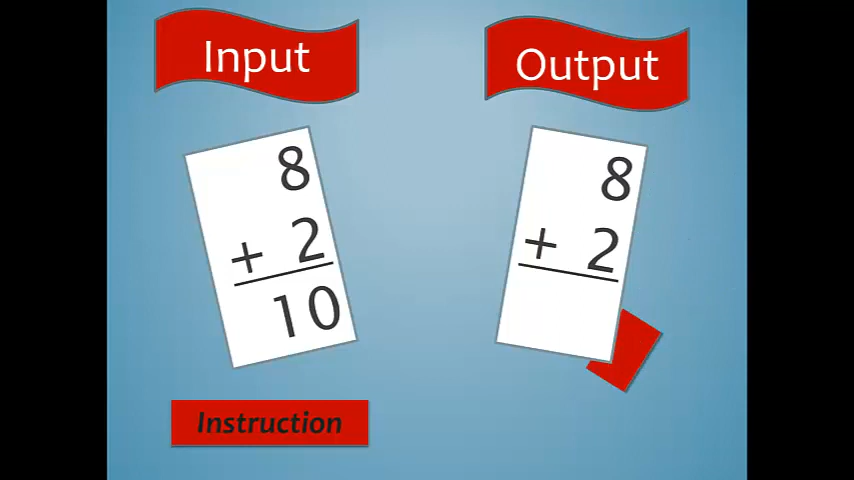 Input
Output
8
+ 2
10
8
+ 2
Instruction